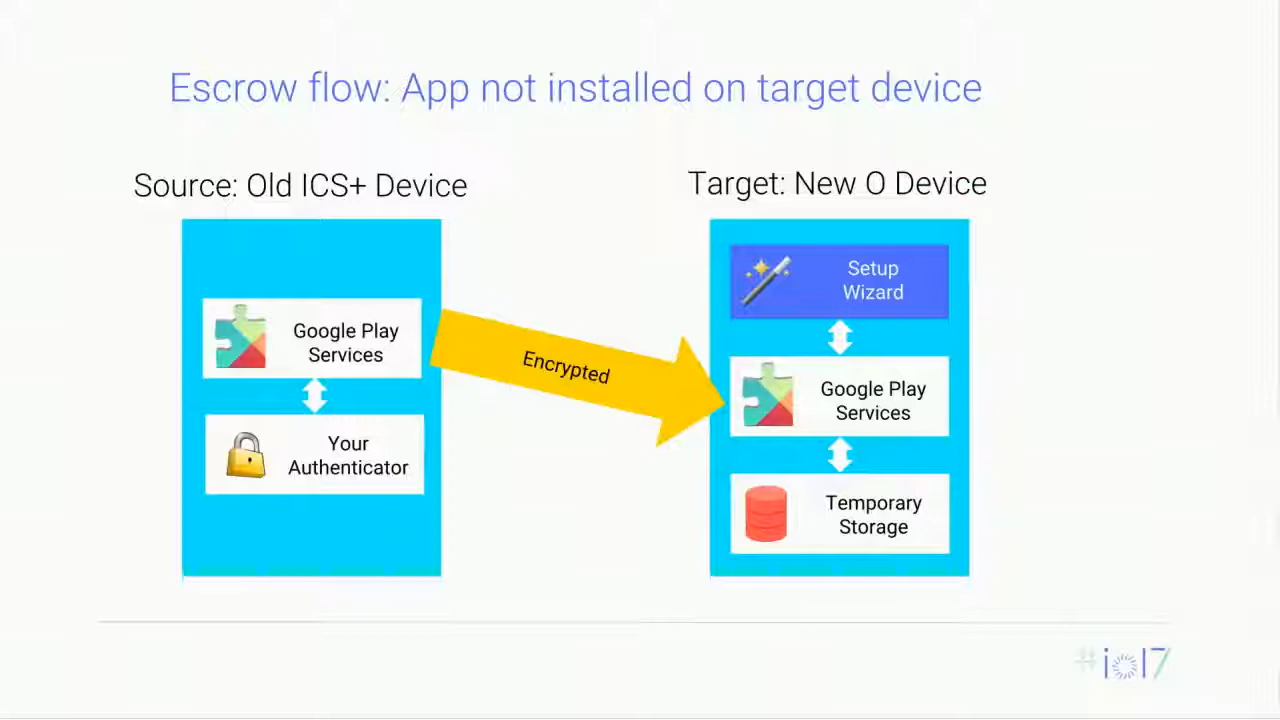 Escrow flow: App not installed on target device
Source: Old ICS+ Device
Target: New O Device
Google Play
Services
Your
Authenticator
Encrypted
Setup
Wizard
Google Play
Services
Temporary
Storage
#io17